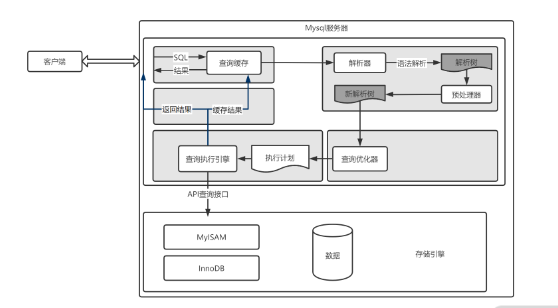 Mysql服务器
客户端
SQL
结果
查询缓存
解析器
语法解析
解析树
新解析树
预处理器
返回结果
缓存结果
查询执行引擎
执行计划
查询优化器
API查询接口
MyISAM
InnoDB
数据
存储引擎